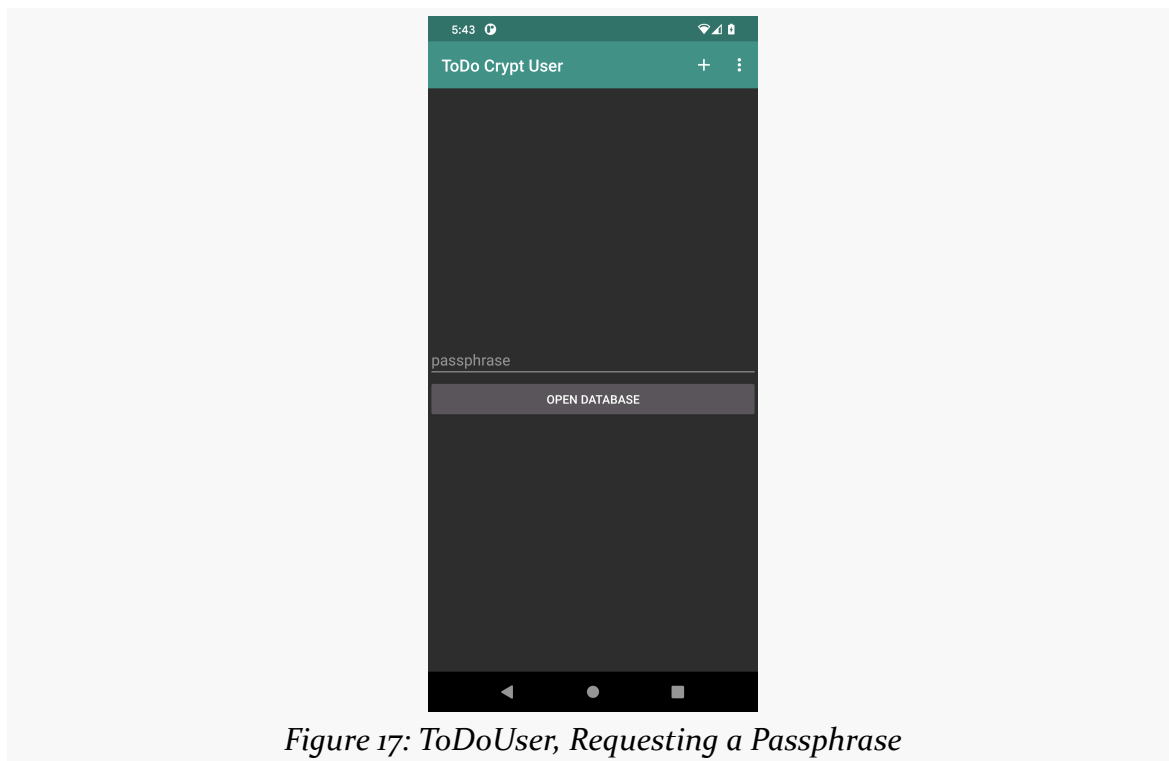 5:43
ToDo Crypt User
passphrase
OPEN DATABASE
Figure 17: ToDoUser, Requesting a Passphrase